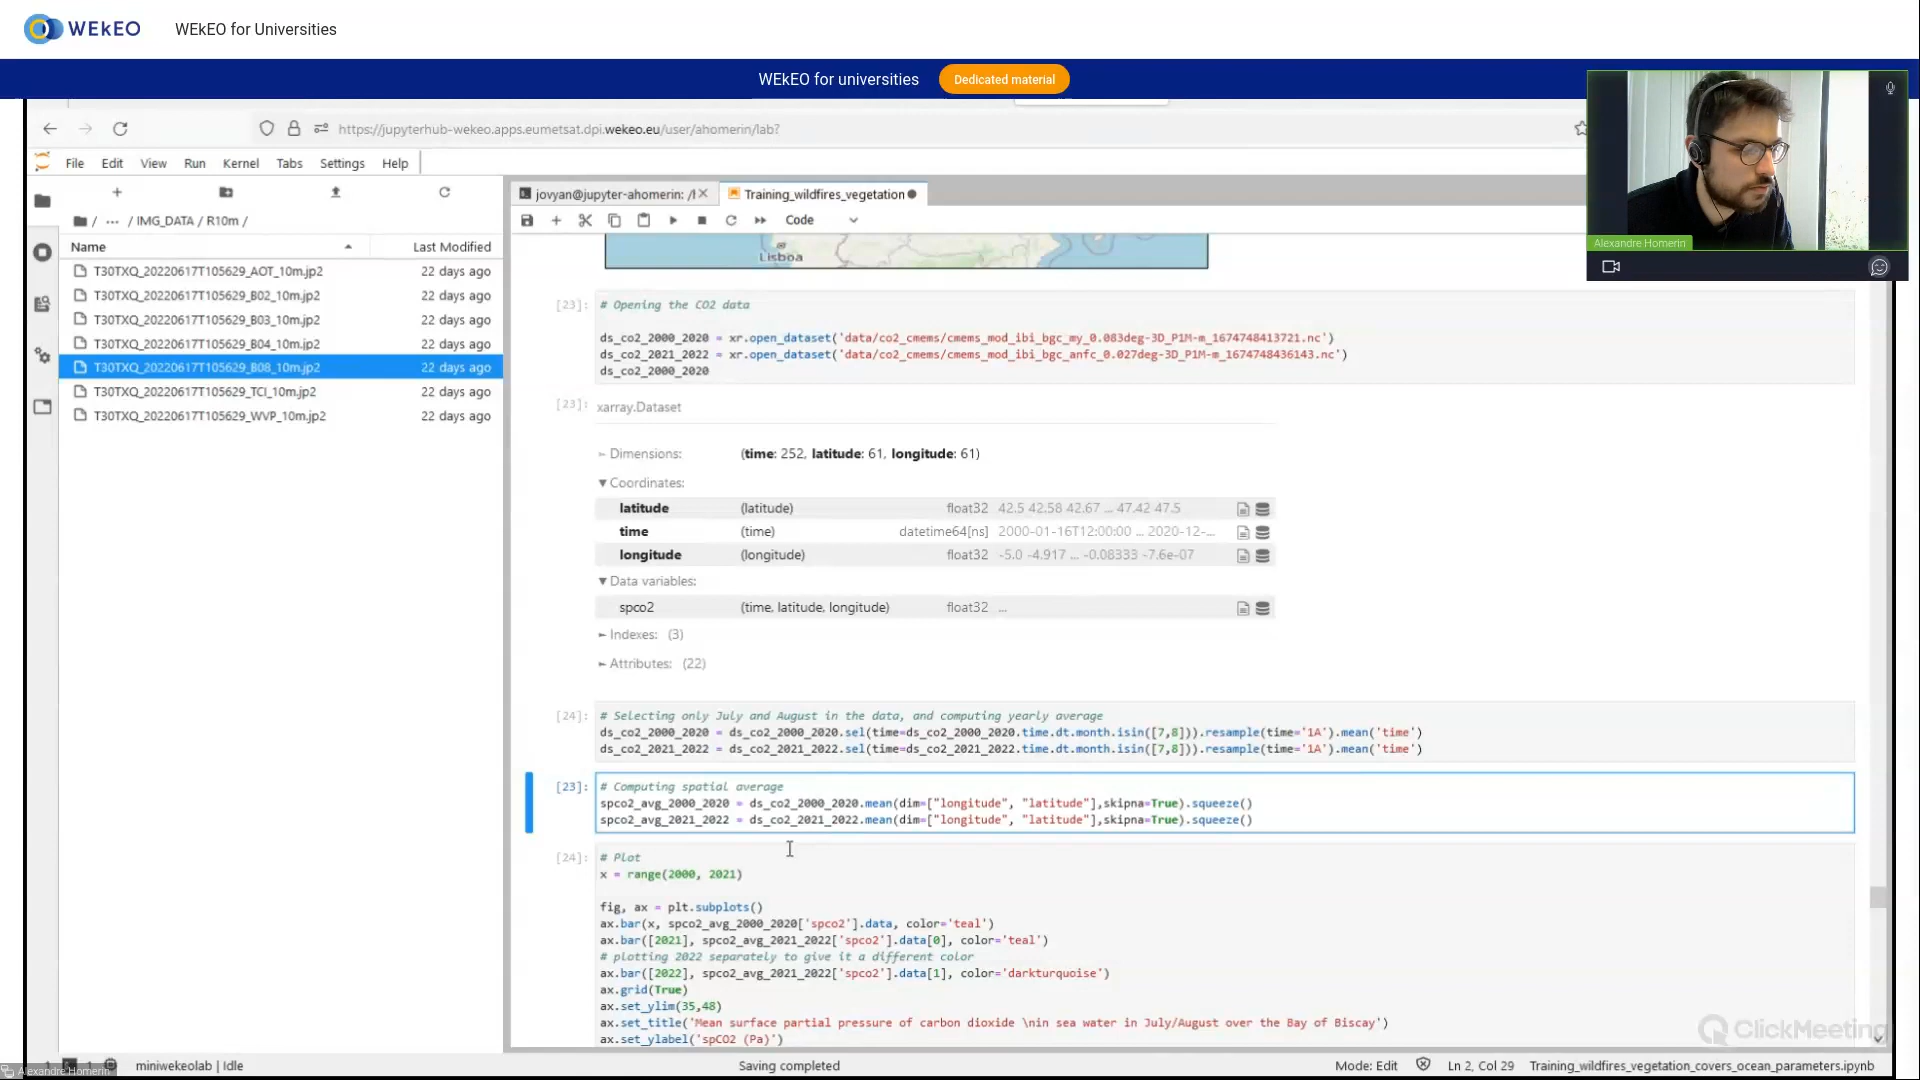 WEkEO
WEkEO for Universities
WEkEO for universities
Dedicated material
https://jupyterhub-wekeo.apps.eumetsat.dpi.wekeo.eu/user/ahomerin/lab?
File Edit View Run Kernel Tabs Settings Help
jovyan@jupyter-ahomerin: /
Training_wildfires_vegetation
/ ... / IMG_DATA / R10m /
Code
Name Last Modified
T30TXQ_20220617T105629_AOT_10m.jp2 22 days ago
T30TXQ_20220617T105629_B02_10m.jp2 22 days ago
T30TXQ_20220617T105629_B03_10m.jp2 22 days ago
T30TXQ_20220617T105629_B04_10m.jp2 22 days ago
T30TXQ_20220617T105629_B08_10m.jp2 22 days ago
T30TXQ_20220617T105629_TCI_10m.jp2 22 days ago
T30TXQ_20220617T105629_WVP_10m.jp2 22 days ago
Alexandre Homerin
Lisboa
[23]: # Opening the CO2 data
ds_co2_2000_2020 = xr.open_dataset('data/co2_cmems/cmems_mod_ibi_bgc_my_0.083deg-3D_P1M-m_1674748413721.nc')
ds_co2_2021_2022 = xr.open_dataset('data/co2_cmems/cmems_mod_ibi_bgc_anfc_0.027deg-3D_P1M-m_1674748436143.nc')
ds_co2_2000_2020
[23]: xarray.Dataset
Dimensions: (time: 252, latitude: 61, longitude: 61)
Coordinates:
latitude (latitude) float32 42.5 42.58 42.67 ... 47.42 47.5
time (time) datetime64[ns] 2000-01-16T12:00:00 ... 2020-12-...
longitude (longitude) float32 -5.0 -4.917 ... -0.08333 -7.6e-07
Data variables:
spco2 (time, latitude, longitude) float32 ...
Indexes: (3)
Attributes: (22)
[24]: # Selecting only July and August in the data, and computing yearly average
ds_co2_2000_2020 = ds_co2_2000_2020.sel(time=ds_co2_2000_2020.time.dt.month.isin([7,8])).resample(time='1A').mean('time')
ds_co2_2021_2022 = ds_co2_2021_2022.sel(time=ds_co2_2021_2022.time.dt.month.isin([7,8])).resample(time='1A').mean('time')
[23]: # Computing spatial average
spco2_avg_2000_2020 = ds_co2_2000_2020.mean(dim=["longitude", "latitude"],skipna=True).squeeze()
spco2_avg_2021_2022 = ds_co2_2021_2022.mean(dim=["longitude", "latitude"],skipna=True).squeeze()
[24]: # Plot
x = range(2000, 2021)
fig, ax = plt.subplots()
ax.bar(x, spco2_avg_2000_2020['spco2'].data, color='teal')
ax.bar([2021], spco2_avg_2021_2022['spco2'].data[0], color='teal')
# plotting 2022 separately to give it a different color
ax.bar([2022], spco2_avg_2021_2022['spco2'].data[1], color='darkturquoise')
ax.grid(True)
ax.set_ylim(35,48)
ax.set_title('Mean surface partial pressure of carbon dioxide \nin sea water in July/August over the Bay of Biscay')
ax.set_ylabel('spCO2 (Pa)')
ClickMeeting
miniwekeolab | Idle
Saving completed
Mode: Edit
Ln 2, Col 29
Training_wildfires_vegetation_covers_ocean_parameters.ipynb
Alexandre Homerin